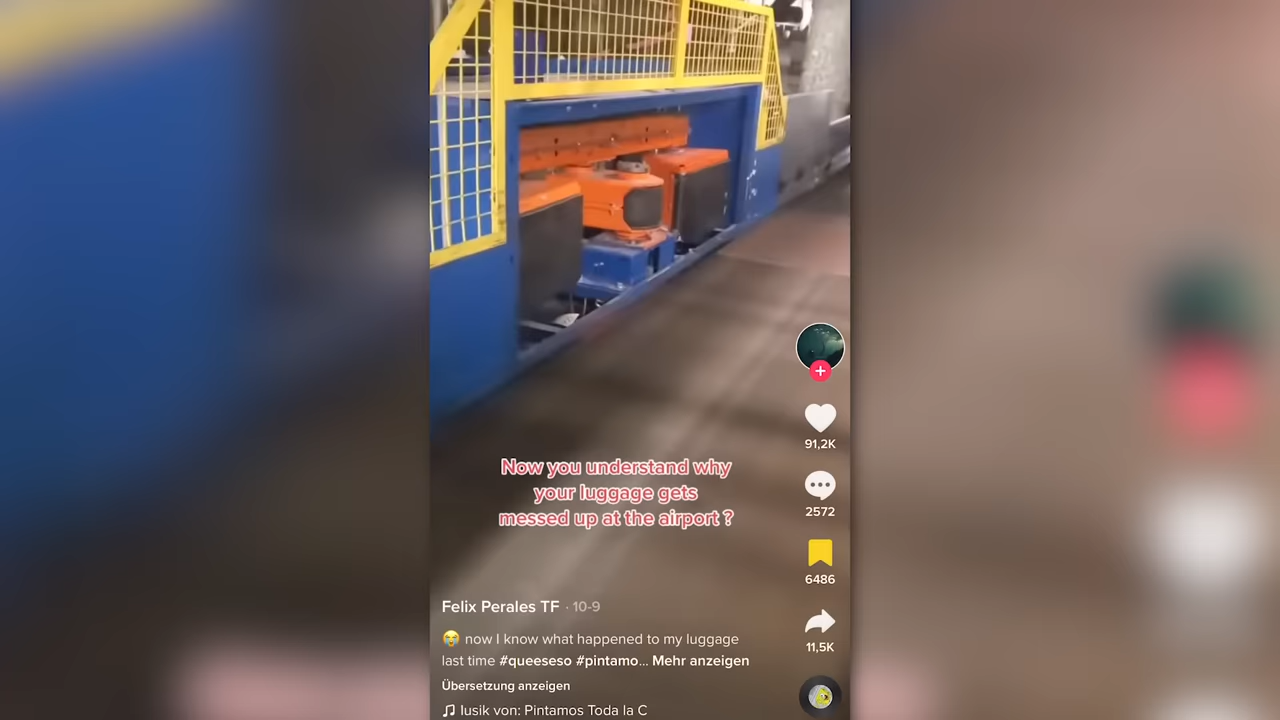 Now you understand why
your luggage gets
messed up at the airport ?
91,2K
2572
6486
11,5K
Felix Perales TF · 10-9
😭 now I know what happened to my luggage
last time #queeseso #pintamo... Mehr anzeigen
Übersetzung anzeigen
lusik von: Pintamos Toda la C